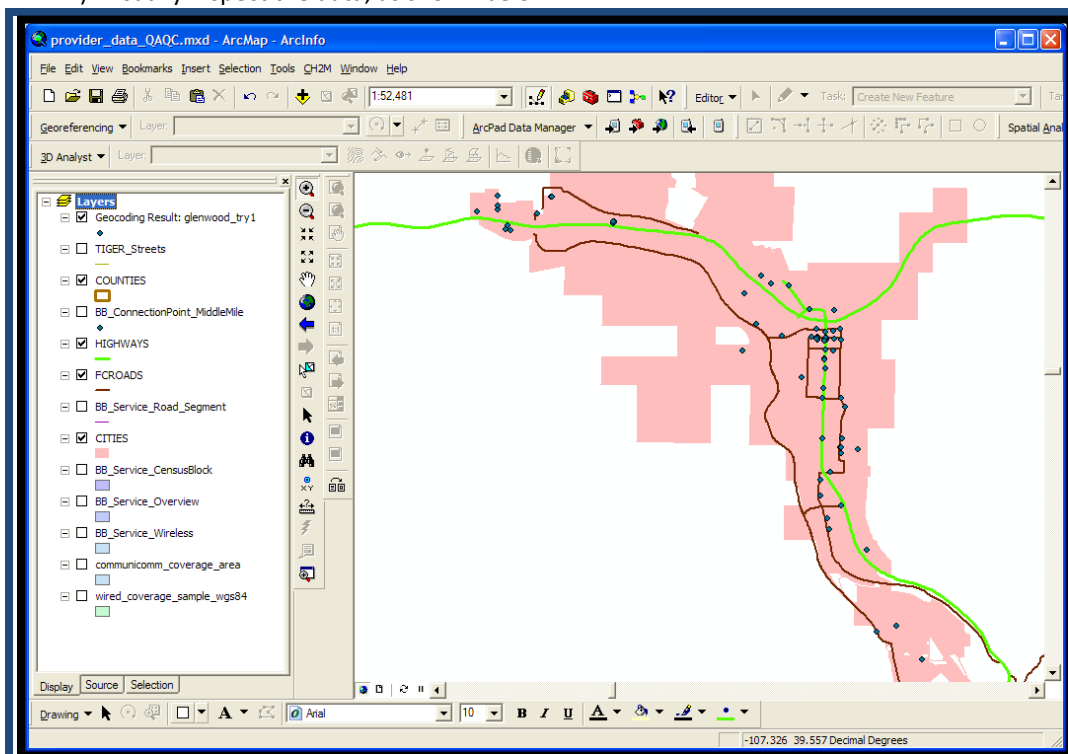 provider_data_QAQC.mxd - ArcMap - ArcInfo
File Edit View Bookmarks Insert Selection Tools CH2M Window Help
1:52,481 Editor Task: Create New Feature
Georeferencing Layer: ArcPad Data Manager Spatial Anal
3D Analyst Layer:
Layers
Geocoding Result: glenwood_try1
TIGER_Streets
COUNTIES
BB_ConnectionPoint_MiddleMile
HIGHWAYS
FCROADS
BB_Service_Road_Segment
CITIES
BB_Service_CensusBlock
BB_Service_Overview
BB_Service_Wireless
communicomm_coverage_area
wired_coverage_sample_wgs84
Display Source Selection
Drawing A Arial 10 B I U A
-107.326 39.557 Decimal Degrees